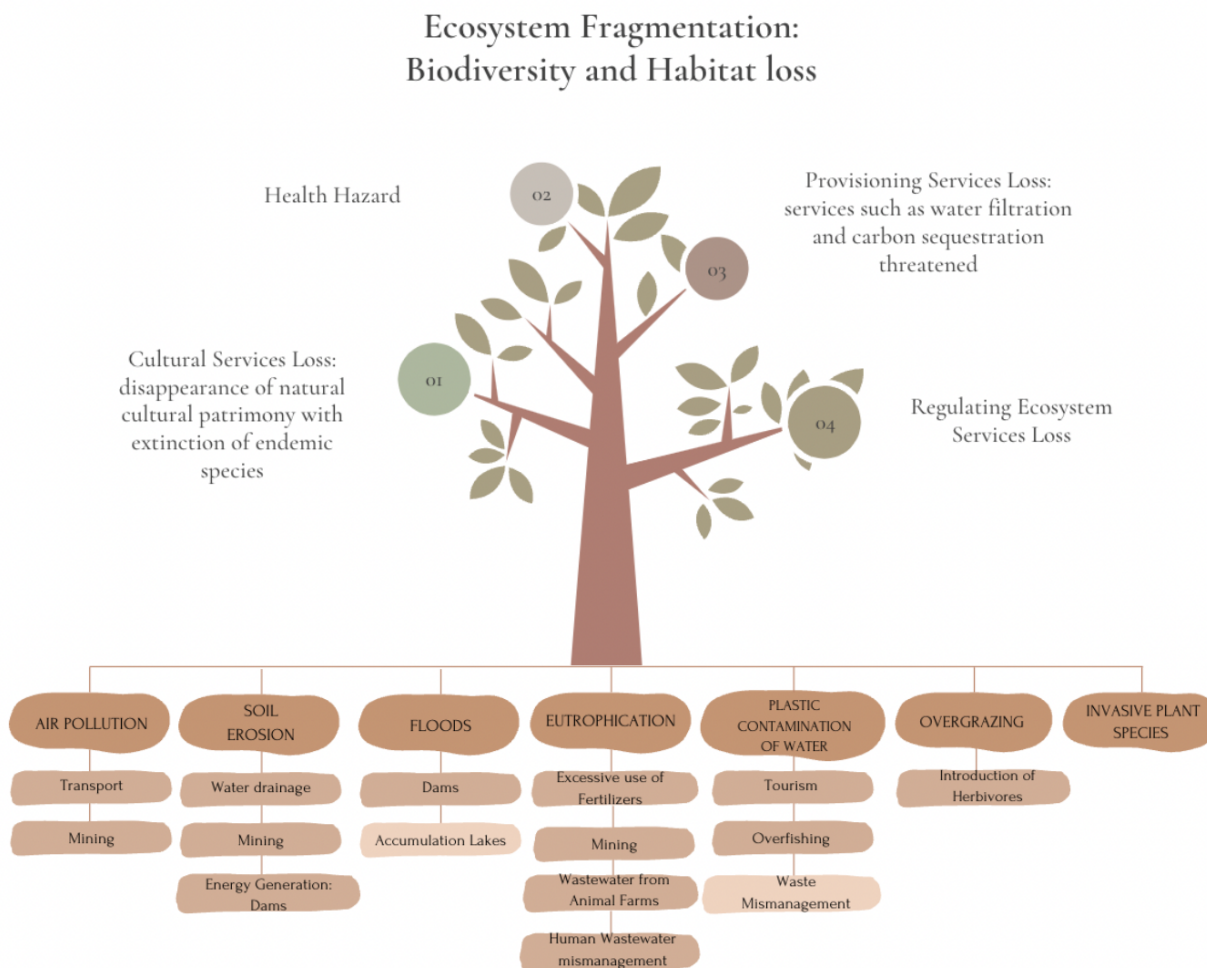 Ecosystem Fragmentation:
Biodiversity and Habitat loss
Health Hazard
02
Provisioning Services Loss:
services such as water filtration
and carbon sequestration
threatened
03
Cultural Services Loss:
disappearance of natural
cultural patrimony with
extinction of endemic
species
01
04
Regulating Ecosystem
Services Loss
AIR POLLUTION
Transport
Mining
SOIL
EROSION
Water drainage
Mining
Energy Generation:
Dams
FLOODS
Dams
Accumulation Lakes
EUTROPHICATION
Excessive use of
Fertilizers
Mining
Wastewater from
Animal Farms
Human Wastewater
mismanagement
PLASTIC
CONTAMINATION
OF WATER
Tourism
Overfishing
Waste
Mismanagement
OVERGRAZING
Introduction of
Herbivores
INVASIVE PLANT
SPECIES